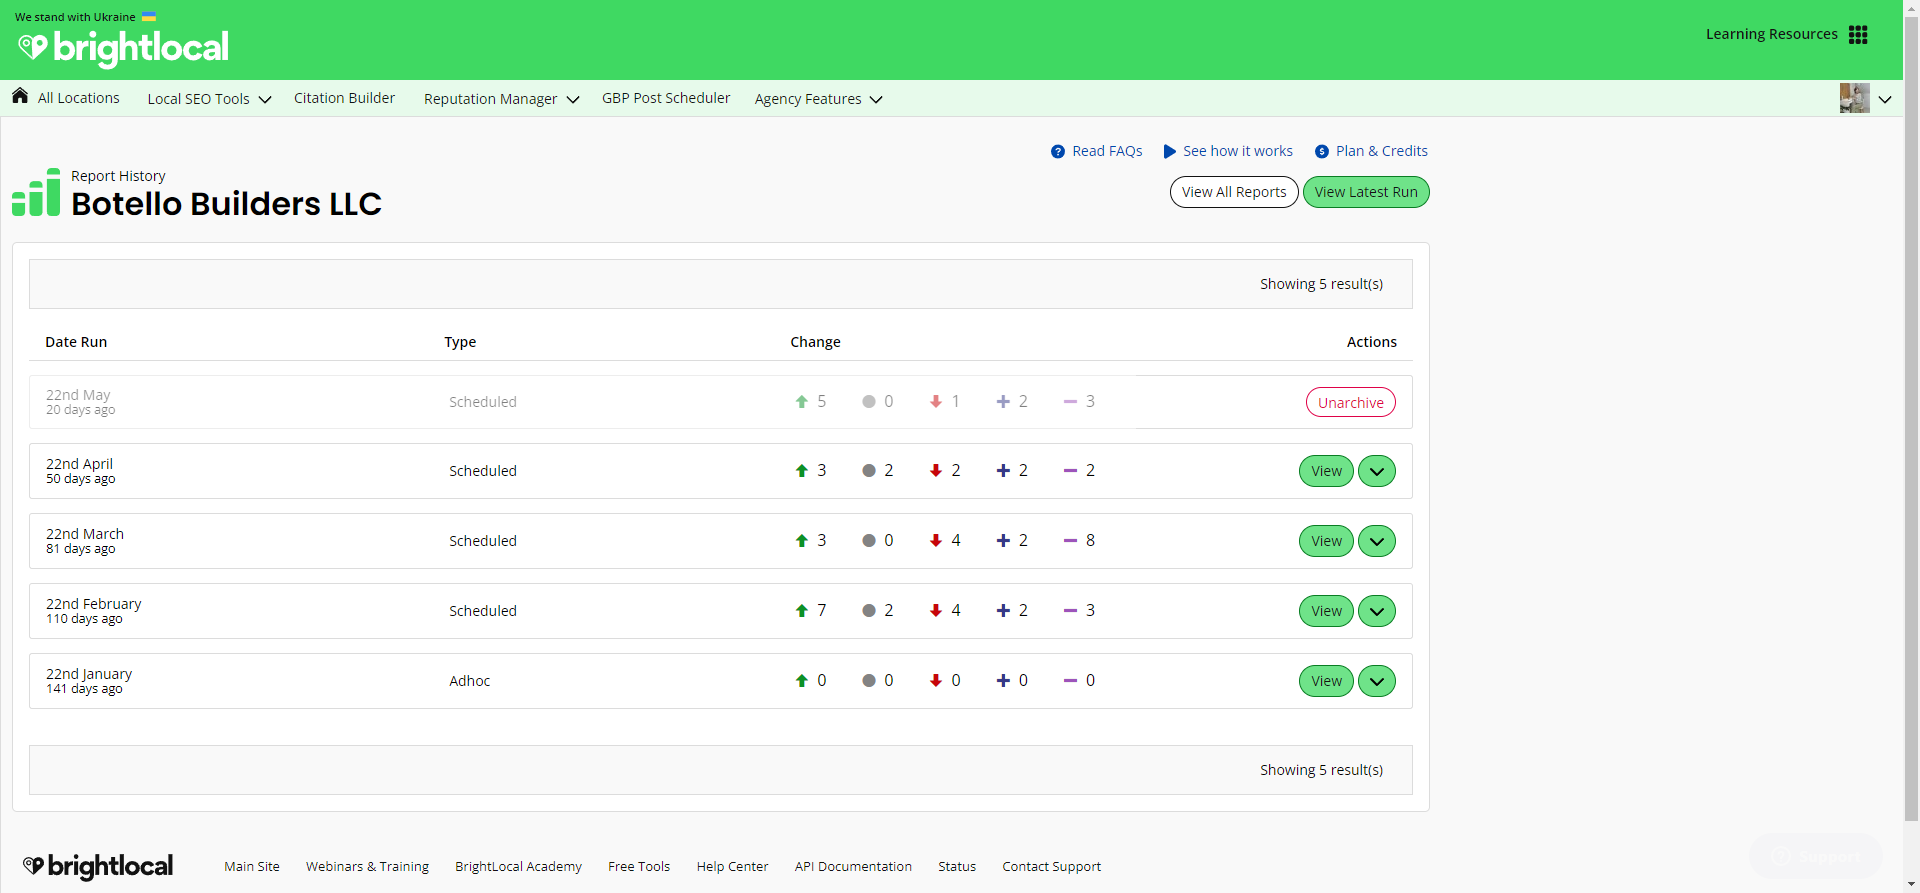 We stand with Ukraine
brightlocal
Learning Resources
All Locations Local SEO Tools Citation Builder Reputation Manager GBP Post Scheduler Agency Features
Read FAQs See how it works Plan & Credits
Report History
Botello Builders LLC
View All Reports View Latest Run
Showing 5 result(s)
Date Run Type Change Actions
22nd May
20 days ago
Scheduled 5 0 1 2 3 Unarchive
22nd April
50 days ago
Scheduled 3 2 2 2 2 View
22nd March
81 days ago
Scheduled 3 0 4 2 8 View
22nd February
110 days ago
Scheduled 7 2 4 2 3 View
22nd January
141 days ago
Adhoc 0 0 0 0 0 View
Showing 5 result(s)
brightlocal Main Site Webinars & Training BrightLocal Academy Free Tools Help Center API Documentation Status Contact Support
Support